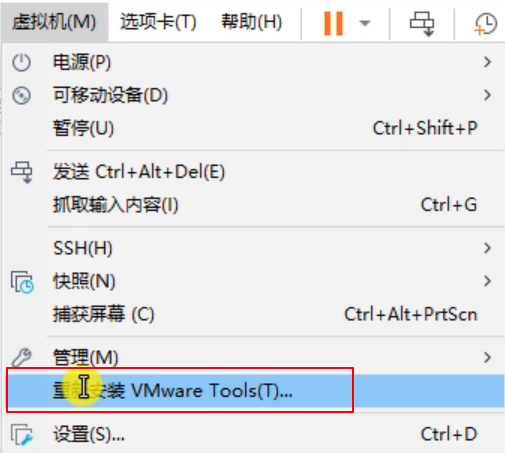 虚拟机(M) 选项卡(T) 帮助(H)
电源(P)
可移动设备(D)
暂停(U) Ctrl+Shift+P
发送 Ctrl+Alt+Del(E)
抓取输入内容(I) Ctrl+G
SSH(H)
快照(N)
捕获屏幕 (C) Ctrl+Alt+PrtScn
管理(M)
重新安装 VMware Tools(T)...
设置(S)... Ctrl+D